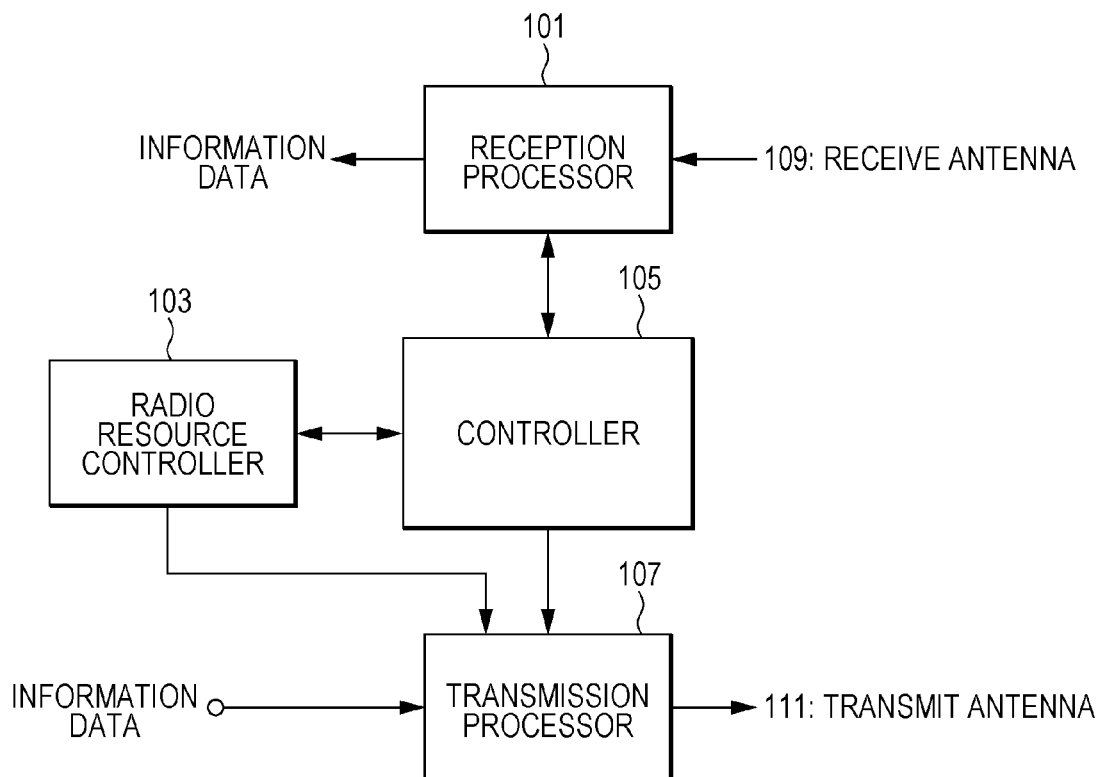 101
RECEPTION
PROCESSOR
INFORMATION
DATA
109: RECEIVE ANTENNA
105
103
RADIO
RESOURCE
CONTROLLER
CONTROLLER
107
INFORMATION
DATA
TRANSMISSION
PROCESSOR
111: TRANSMIT ANTENNA